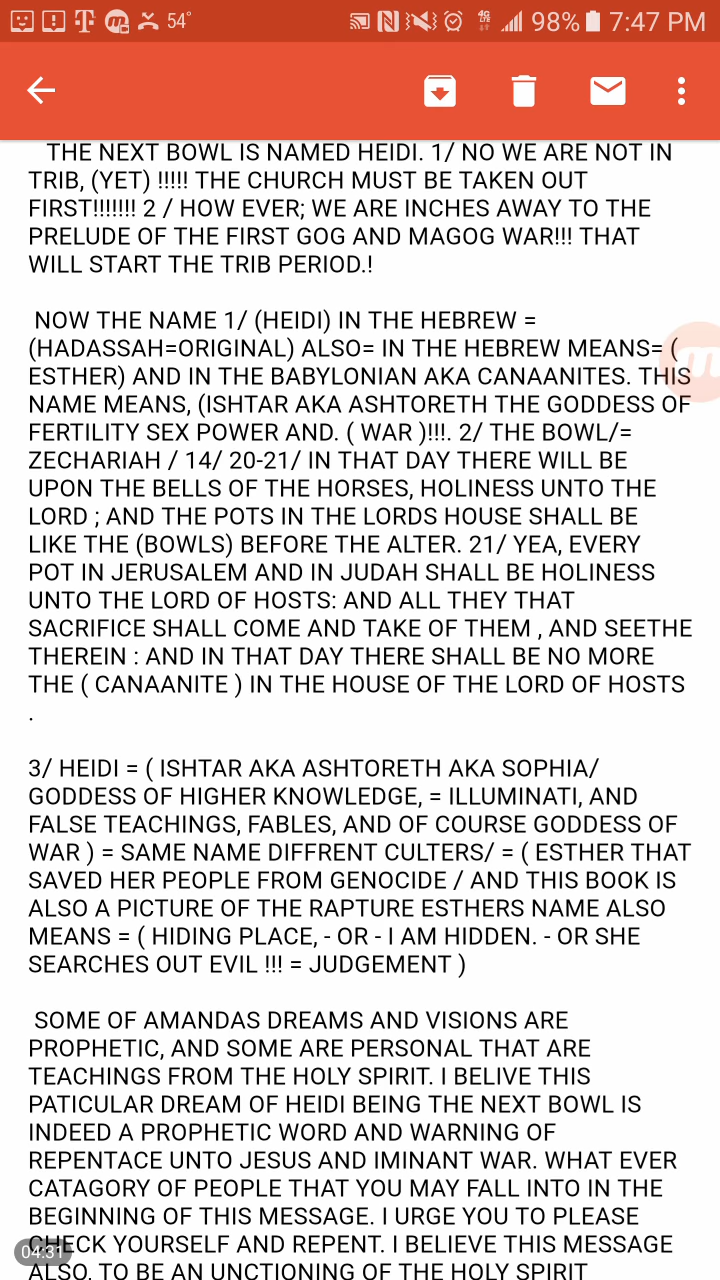 54°
4G LTE
98%
7:47 PM
THE NEXT BOWL IS NAMED HEIDI. 1/ NO WE ARE NOT IN
TRIB, (YET) !!!!! THE CHURCH MUST BE TAKEN OUT
FIRST!!!!!!! 2 / HOW EVER; WE ARE INCHES AWAY TO THE
PRELUDE OF THE FIRST GOG AND MAGOG WAR!!! THAT
WILL START THE TRIB PERIOD.!
NOW THE NAME 1/ (HEIDI) IN THE HEBREW =
(HADASSAH=ORIGINAL) ALSO= IN THE HEBREW MEANS= (
ESTHER) AND IN THE BABYLONIAN AKA CANAANITES. THIS
NAME MEANS, (ISHTAR AKA ASHTORETH THE GODDESS OF
FERTILITY SEX POWER AND. ( WAR )!!!. 2/ THE BOWL/=
ZECHARIAH / 14/ 20-21/ IN THAT DAY THERE WILL BE
UPON THE BELLS OF THE HORSES, HOLINESS UNTO THE
LORD ; AND THE POTS IN THE LORDS HOUSE SHALL BE
LIKE THE (BOWLS) BEFORE THE ALTER. 21/ YEA, EVERY
POT IN JERUSALEM AND IN JUDAH SHALL BE HOLINESS
UNTO THE LORD OF HOSTS: AND ALL THEY THAT
SACRIFICE SHALL COME AND TAKE OF THEM , AND SEETHE
THEREIN : AND IN THAT DAY THERE SHALL BE NO MORE
THE ( CANAANITE ) IN THE HOUSE OF THE LORD OF HOSTS
.
3/ HEIDI = ( ISHTAR AKA ASHTORETH AKA SOPHIA/
GODDESS OF HIGHER KNOWLEDGE, = ILLUMINATI, AND
FALSE TEACHINGS, FABLES, AND OF COURSE GODDESS OF
WAR ) = SAME NAME DIFFRENT CULTERS/ = ( ESTHER THAT
SAVED HER PEOPLE FROM GENOCIDE / AND THIS BOOK IS
ALSO A PICTURE OF THE RAPTURE ESTHERS NAME ALSO
MEANS = ( HIDING PLACE, - OR - I AM HIDDEN. - OR SHE
SEARCHES OUT EVIL !!! = JUDGEMENT )
SOME OF AMANDAS DREAMS AND VISIONS ARE
PROPHETIC, AND SOME ARE PERSONAL THAT ARE
TEACHINGS FROM THE HOLY SPIRIT. I BELIVE THIS
PATICULAR DREAM OF HEIDI BEING THE NEXT BOWL IS
INDEED A PROPHETIC WORD AND WARNING OF
REPENTACE UNTO JESUS AND IMINANT WAR. WHAT EVER
CATAGORY OF PEOPLE THAT YOU MAY FALL INTO IN THE
BEGINNING OF THIS MESSAGE. I URGE YOU TO PLEASE
CHECK YOURSELF AND REPENT. I BELIEVE THIS MESSAGE
04:31
ALSO, TO BE AN UNCTIONING OF THE HOLY SPIRIT